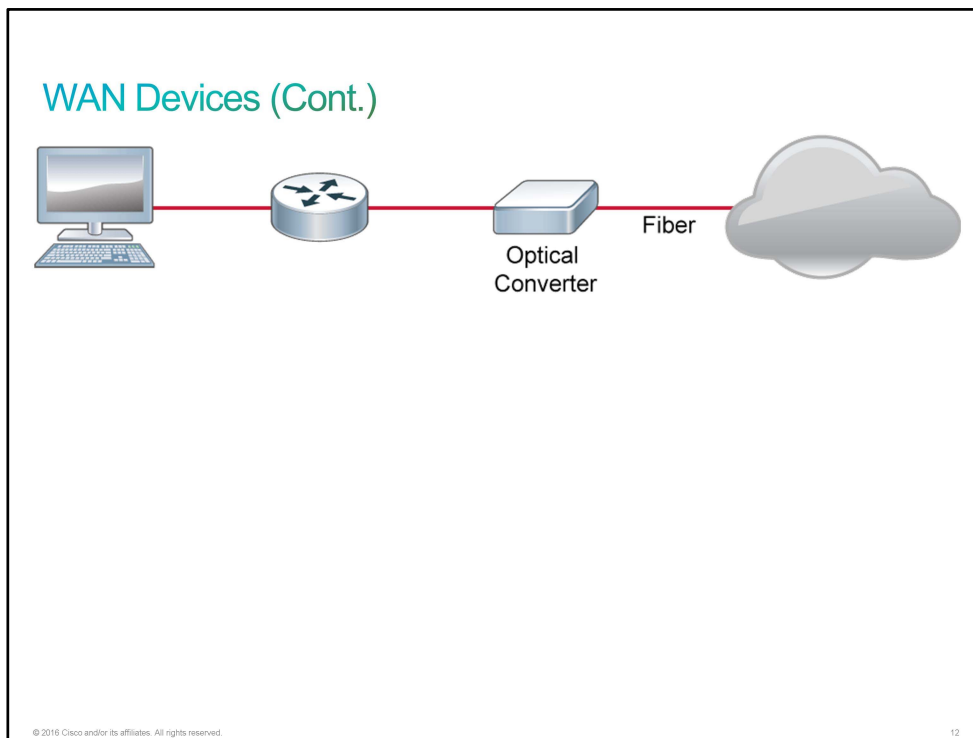 WAN Devices (Cont.)
Fiber
Optical
Converter
© 2016 Cisco and/or its affiliates. All rights reserved.
12